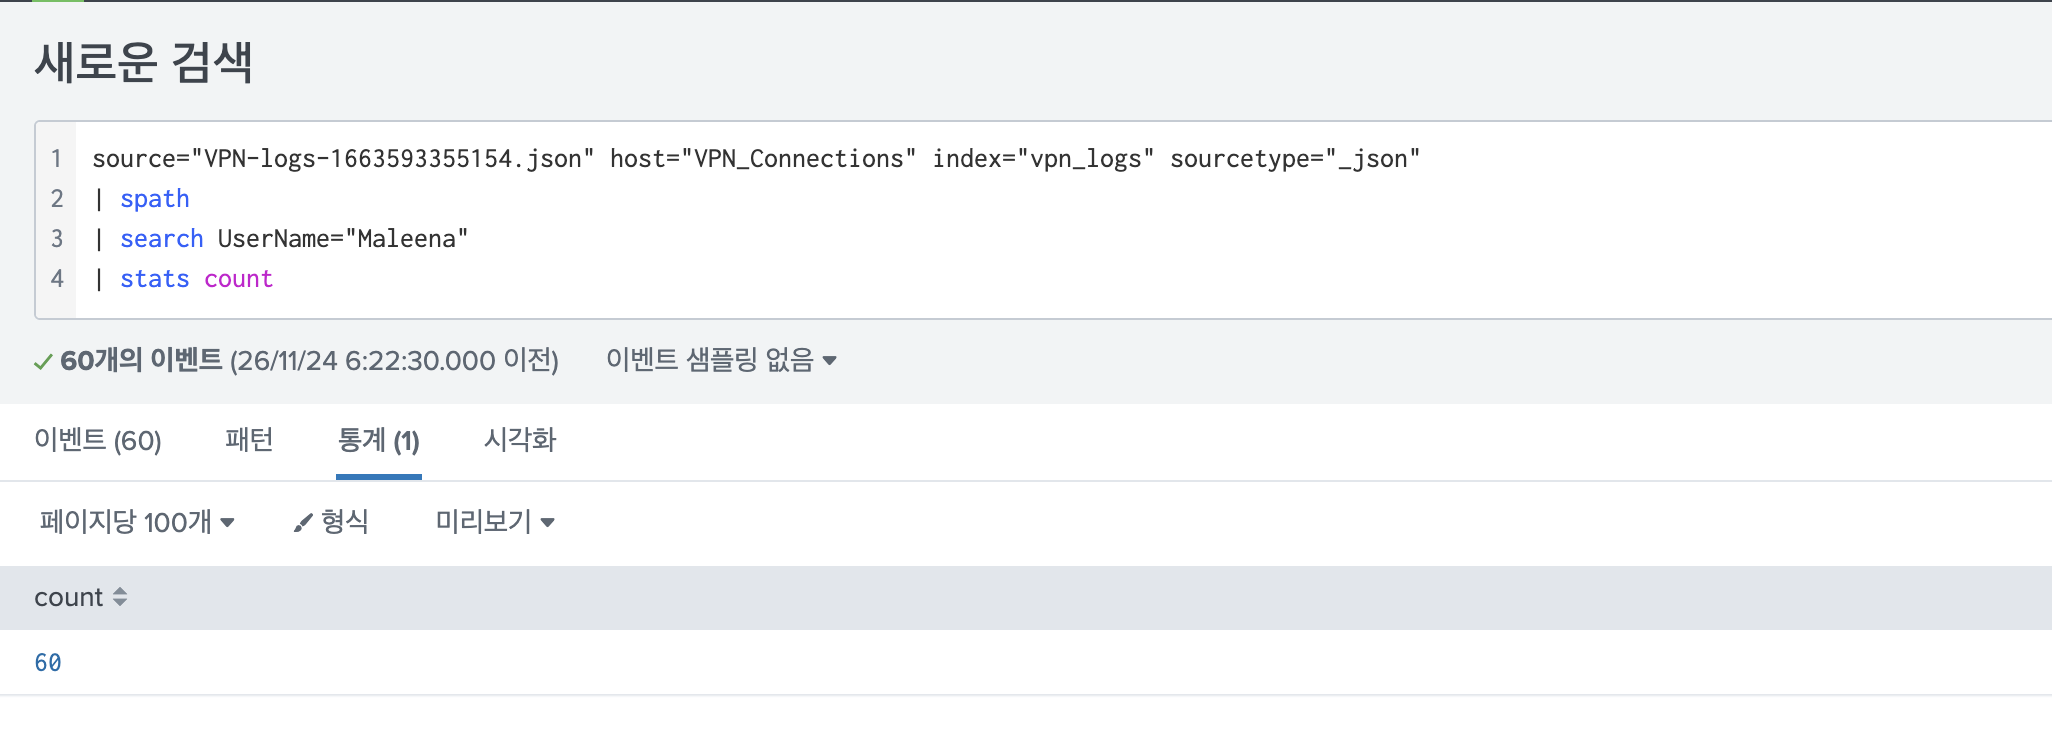 새로운 검색
1 source="VPN-logs-1663593355154.json" host="VPN_Connections" index="vpn_logs" sourcetype="_json"
2 | spath
3 | search UserName="Maleena"
4 | stats count
60개의 이벤트 (26/11/24 6:22:30.000 이전) 이벤트 샘플링 없음
이벤트 (60) 패턴 통계 (1) 시각화
페이지당 100개 형식 미리보기
count
60